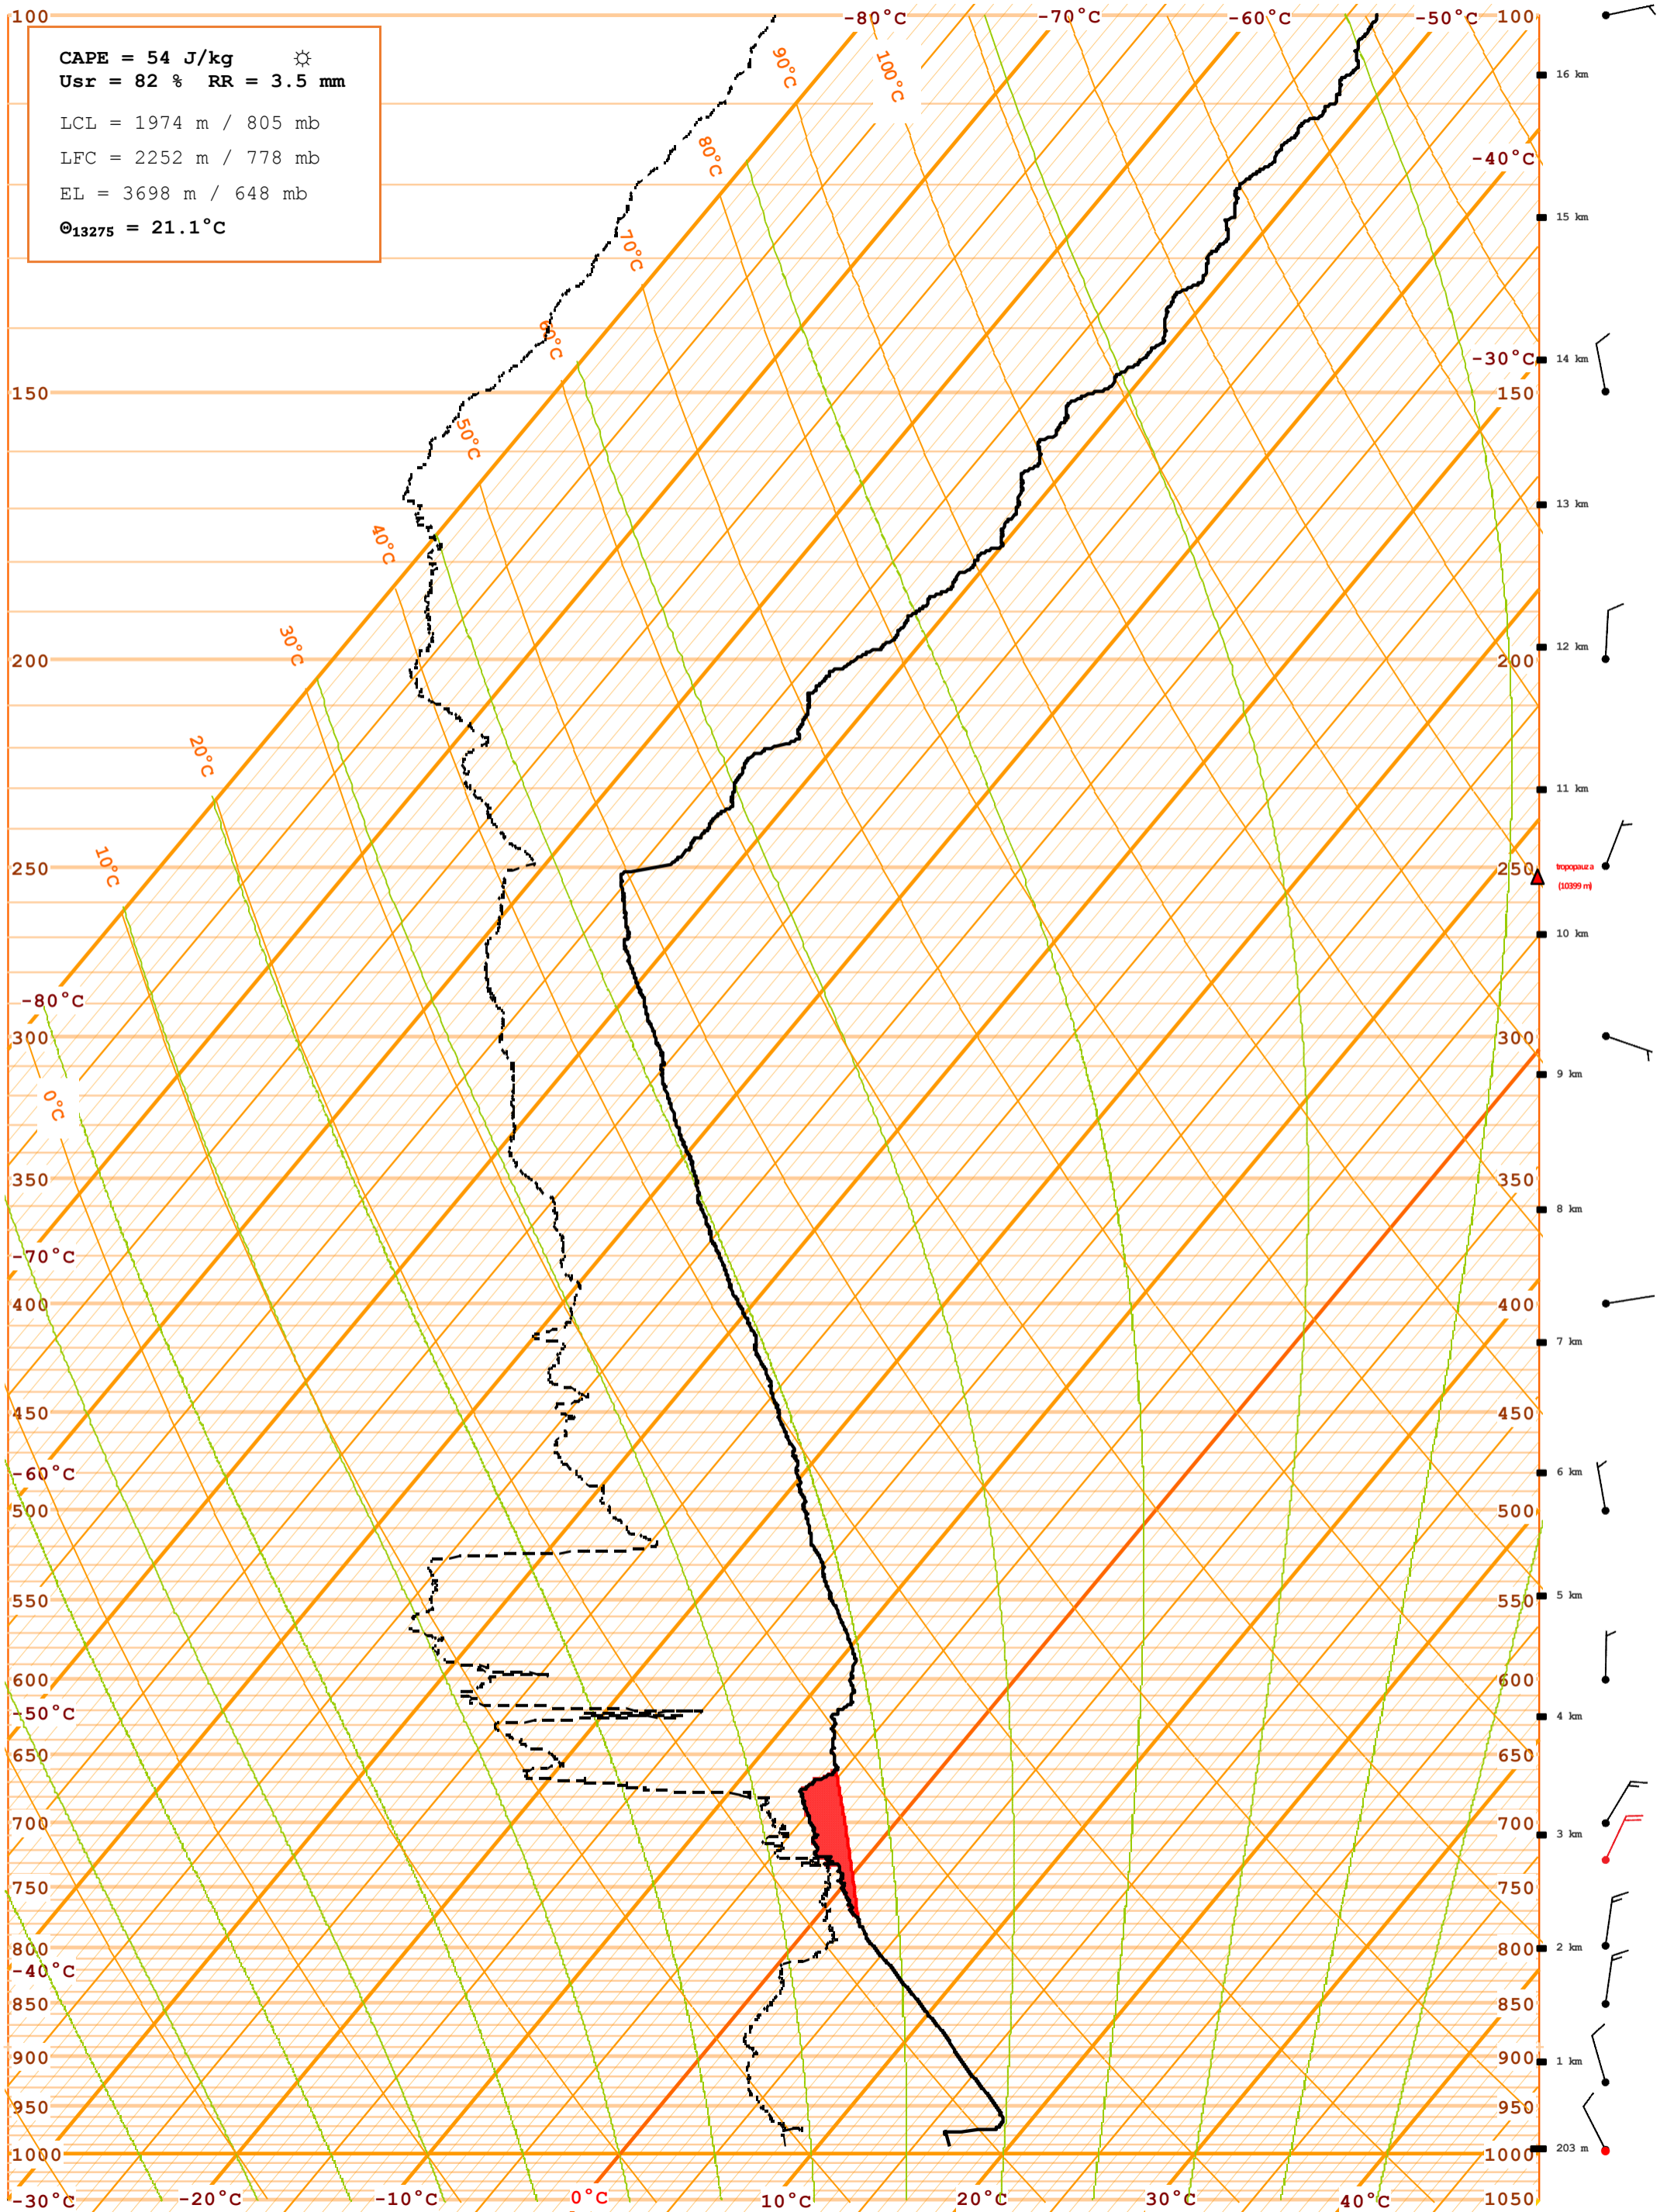 100 -80°C -70°C -60°C -50°C 100
CAPE = 54 J/kg ☼
Usr = 82 % RR = 3.5 mm
LCL = 1974 m / 805 mb
LFC = 2252 m / 778 mb
EL = 3698 m / 648 mb
Θ13275 = 21.1°C
90°C 100°C
16 km
80°C -40°C
15 km
70°C
60°C -30°C 14 km
150 150
50°C
13 km
40°C
30°C 12 km
200 200
20°C
11 km
10°C
250 250 tropopauza
(10399 m)
10 km
-80°C
300 300
9 km
0°C
350 350
8 km
-70°C
400 400
7 km
450 450
-60°C 6 km
500 500
550 550 5 km
600 600
-50°C 4 km
650 650
700 700
3 km
750 750
800 800 2 km
-40°C
850 850
900 900 1 km
950 950
1000 1000 203 m
-30°C -20°C -10°C 0°C 10°C 20°C 30°C 40°C 1050